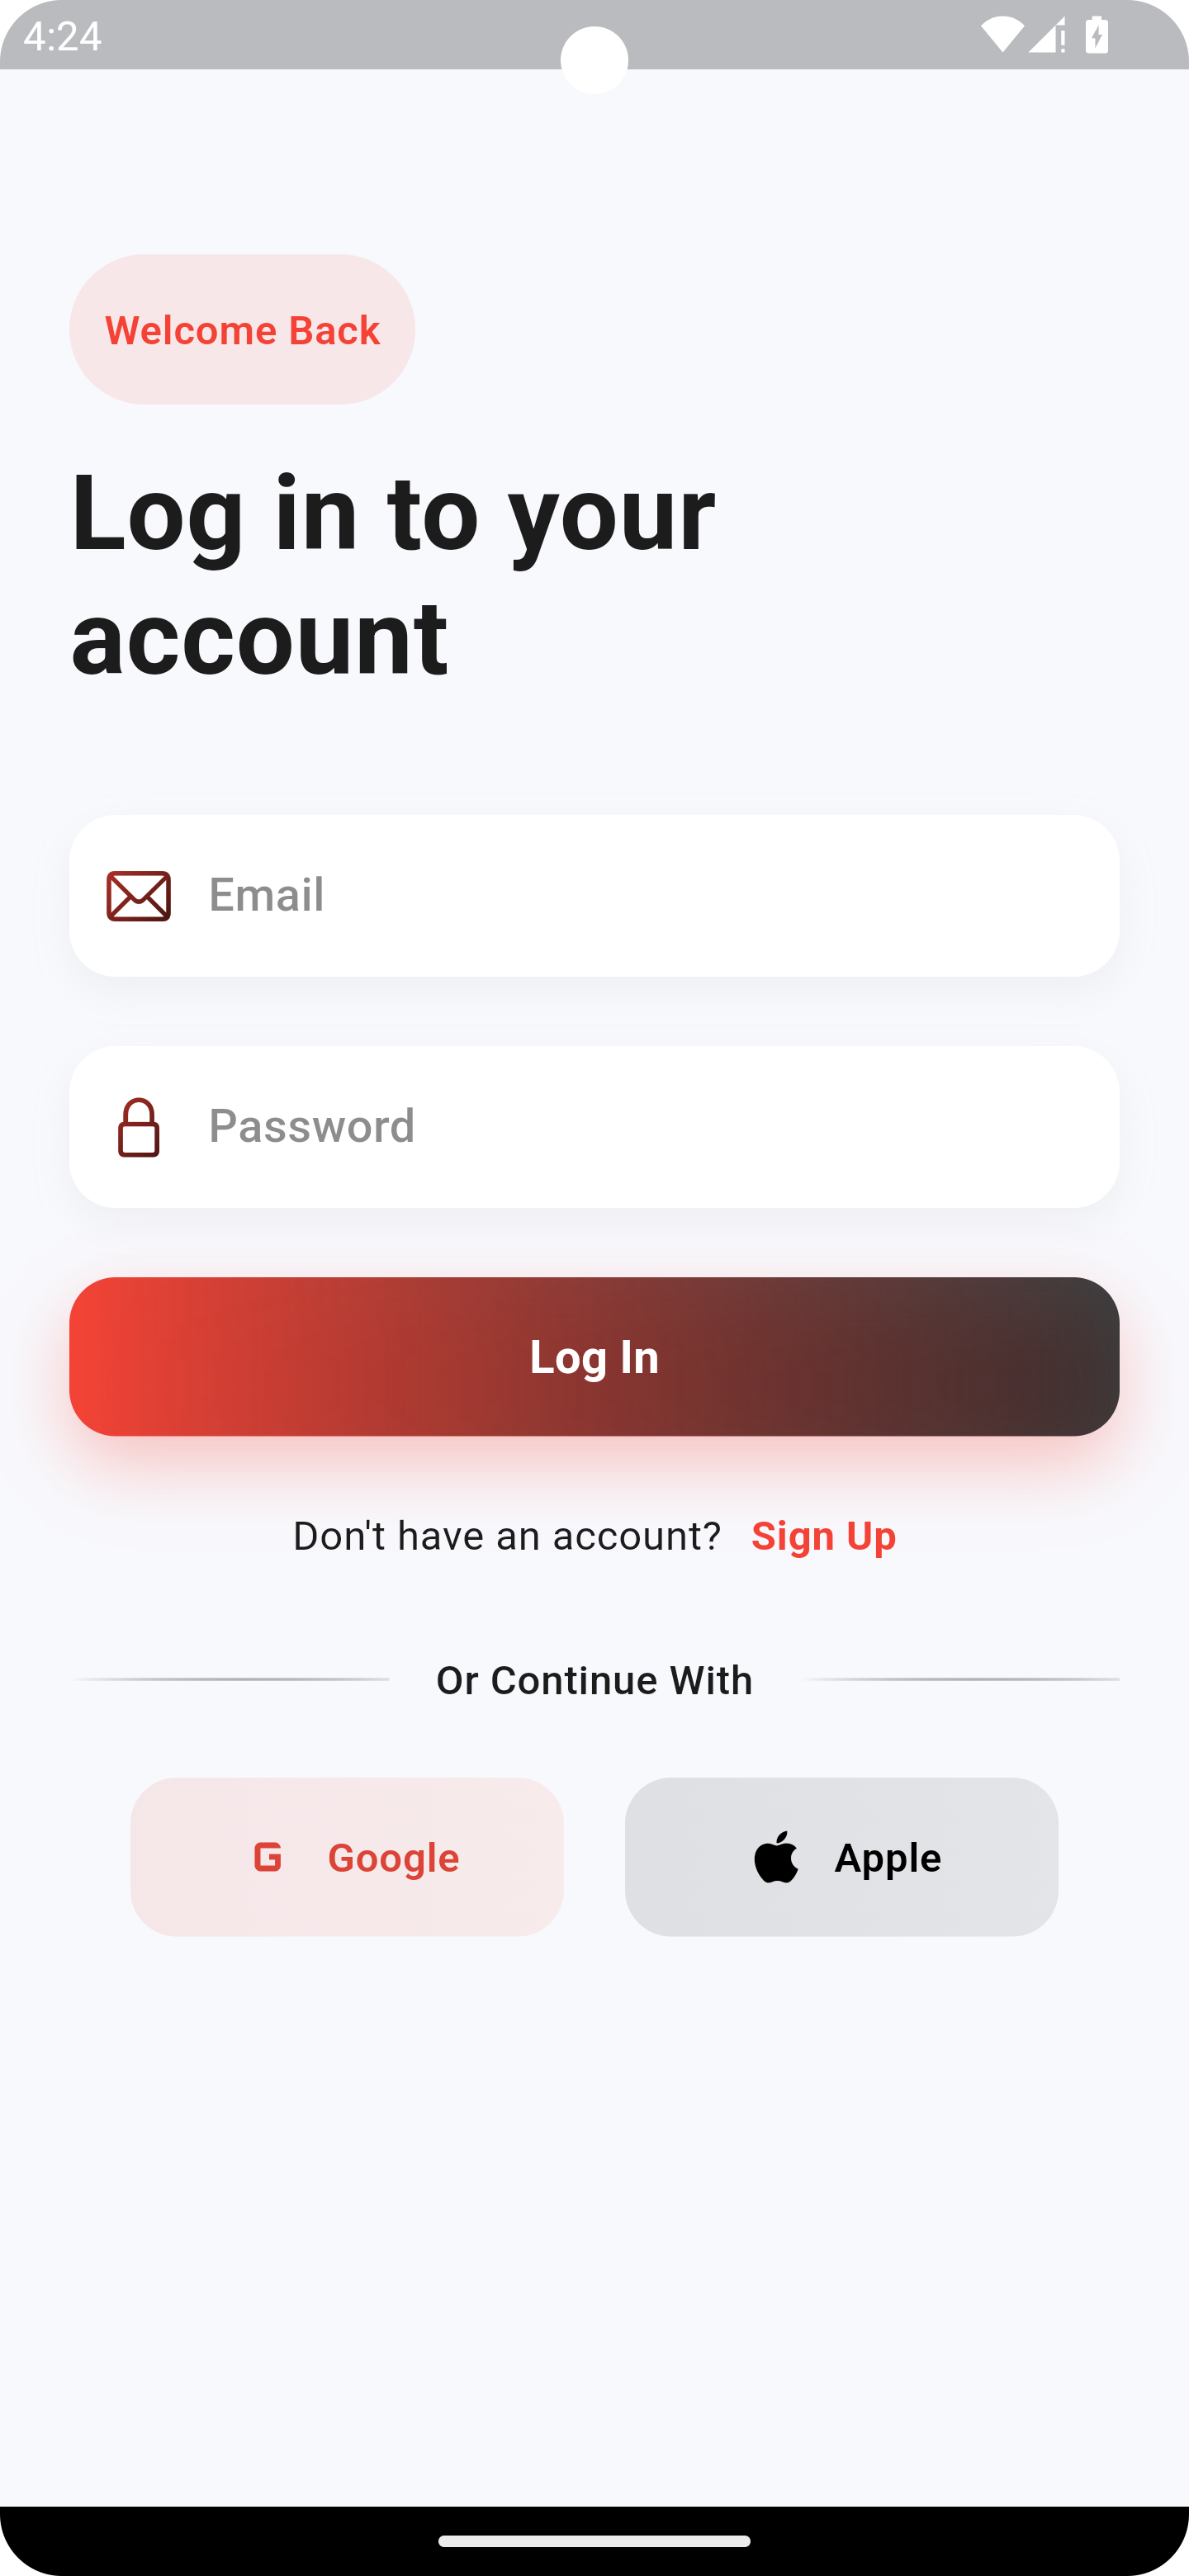 4:24
Welcome Back
Log in to your
account
Email
Password
Log In
Don't have an account? Sign Up
Or Continue With
G Google
Apple